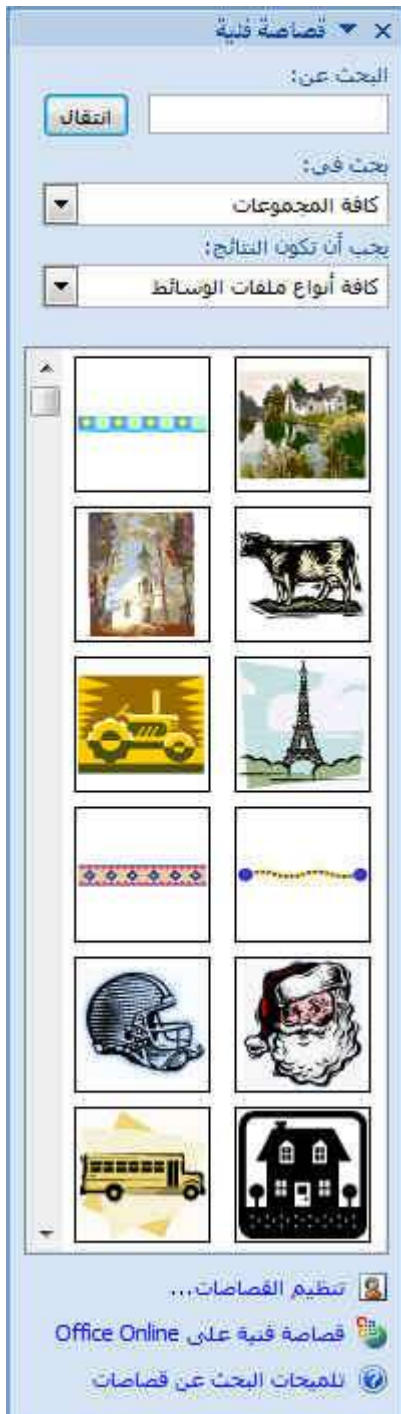 قصاصة فنية
البحث عن:
انتقال
بحث في:
كافة المجموعات
يجب أن تكون النتائج:
كافة أنواع ملفات الوسائط
تنظيم القصاصات...
قصاصة فنية على Office Online
تلميحات البحث عن قصاصات